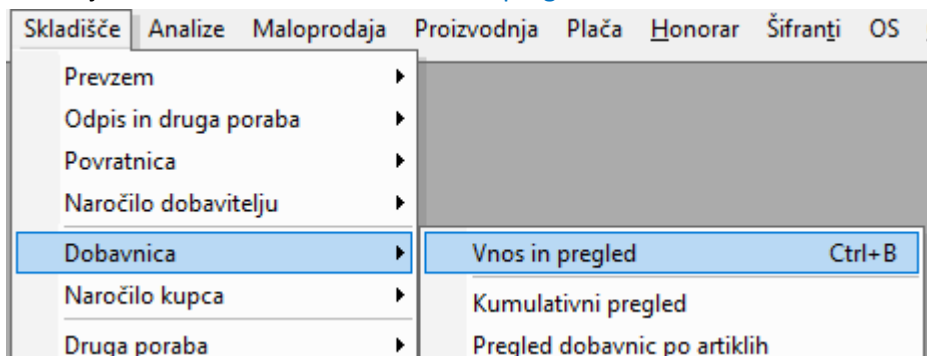 Skladišče Analize Maloprodaja Proizvodnja Plača Honorar Šifranti OS
Prevzem
Odpis in druga poraba
Povratnica
Naročilo dobavitelju
Dobavnica
Naročilo kupca
Druga poraba
Vnos in pregled Ctrl+B
Kumulativni pregled
Pregled dobavnic po artiklih